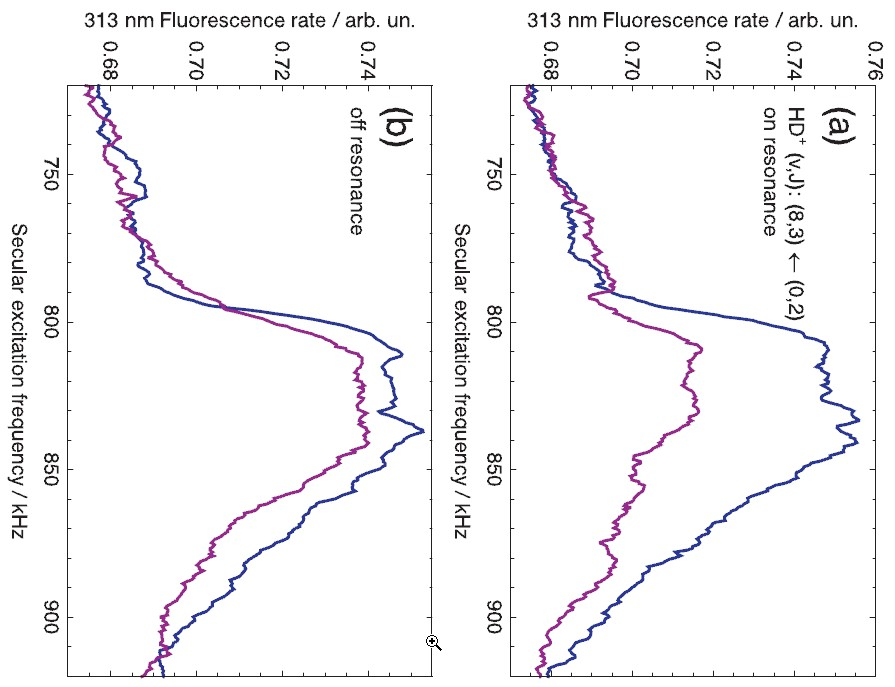 313 nm Fluorescence rate / arb. un.
0.68
0.70
0.72
0.74
0.76
(a)
HD⁺ (v,J): (8,3) ← (0,2)
on resonance
750
800
850
900
Secular excitation frequency / kHz
313 nm Fluorescence rate / arb. un.
0.68
0.70
0.72
0.74
(b)
off resonance
750
800
850
900
Secular excitation frequency / kHz